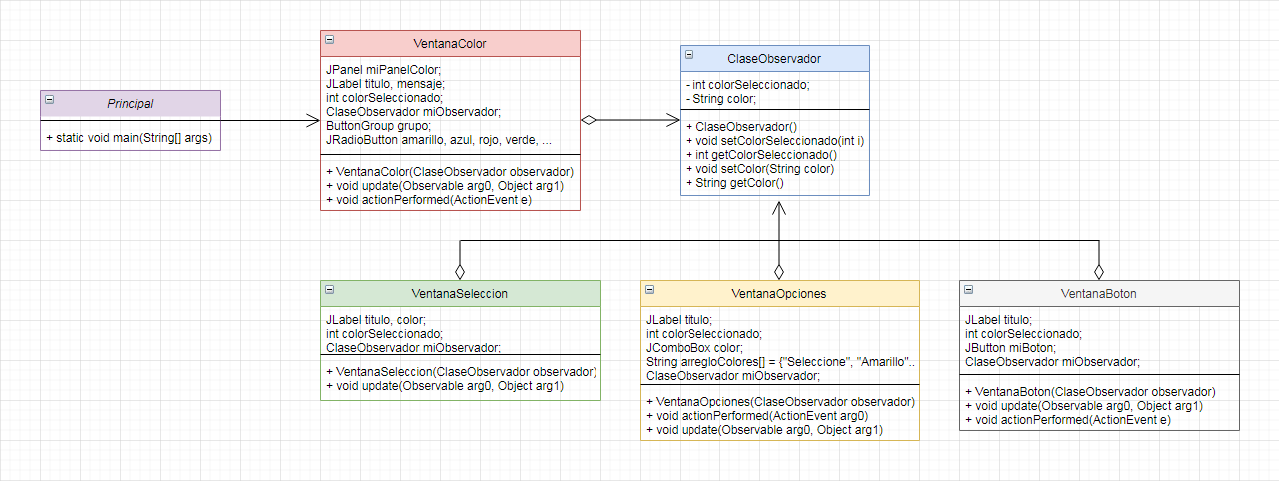 Principal
+ static void main(String[] args)
VentanaColor
JPanel miPanelColor;
JLabel titulo, mensaje;
int colorSeleccionado;
ClaseObservador miObservador;
ButtonGroup grupo;
JRadioButton amarillo, azul, rojo, verde, ...
+ VentanaColor(ClaseObservador observador)
+ void update(Observable arg0, Object arg1)
+ void actionPerformed(ActionEvent e)
ClaseObservador
- int colorSeleccionado;
- String color;
+ ClaseObservador()
+ void setColorSeleccionado(int i)
+ int getColorSeleccionado()
+ void setColor(String color)
+ String getColor()
VentanaSeleccion
JLabel titulo, color;
int colorSeleccionado;
ClaseObservador miObservador;
+ VentanaSeleccion(ClaseObservador observador)
+ void update(Observable arg0, Object arg1)
VentanaOpciones
JLabel titulo;
int colorSeleccionado;
JComboBox color;
String arregloColores[] = {"Seleccione", "Amarillo"..
ClaseObservador miObservador;
+ VentanaOpciones(ClaseObservador observador)
+ void actionPerformed(ActionEvent arg0)
+ void update(Observable arg0, Object arg1)
VentanaBoton
JLabel titulo;
int colorSeleccionado;
JButton miBoton;
ClaseObservador miObservador;
+ VentanaBoton(ClaseObservador observador)
+ void update(Observable arg0, Object arg1)
+ void actionPerformed(ActionEvent e)